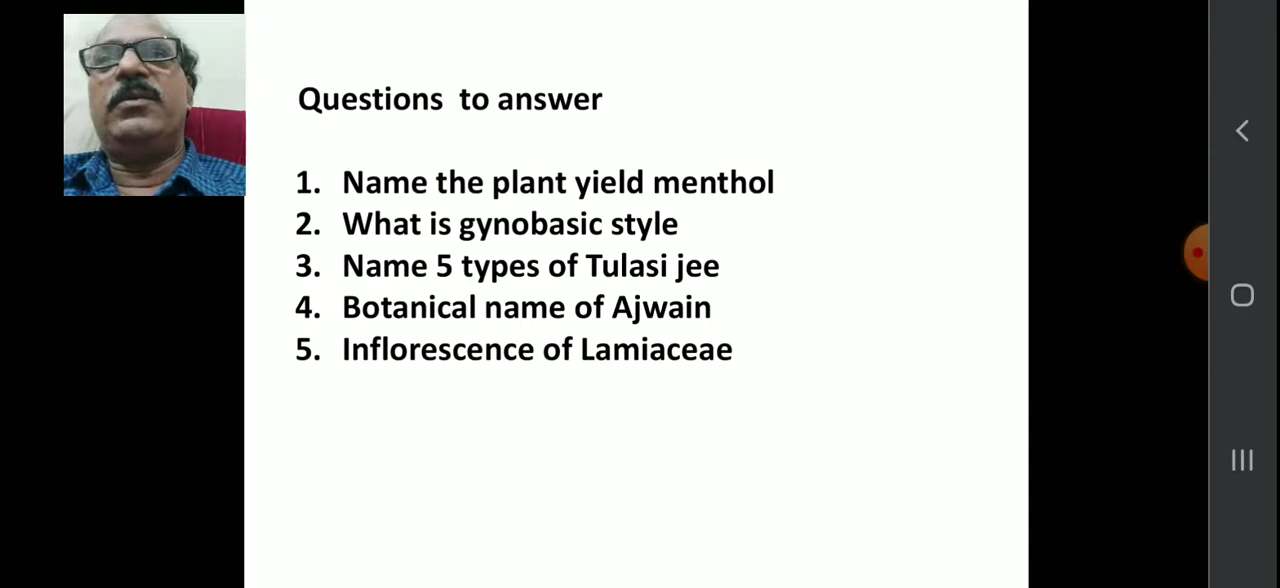 Questions  to answer
1. Name the plant yield menthol
2. What is gynobasic style
3. Name 5 types of Tulasi jee
4. Botanical name of Ajwain
5. Inflorescence of Lamiaceae